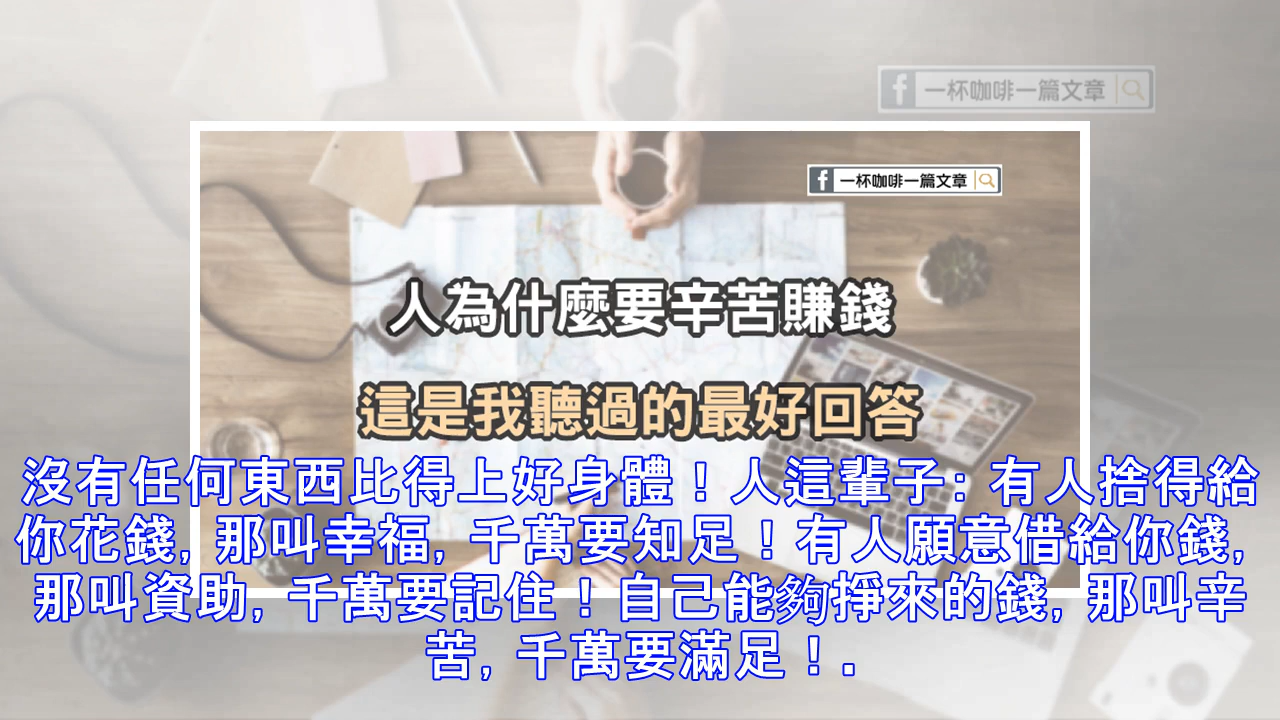 一杯咖啡一篇文章
一杯咖啡一篇文章
人為什麼要辛苦賺錢
這是我聽過的最好回答
沒有任何東西比得上好身體！人這輩子: 有人捨得給
你花錢, 那叫幸福, 千萬要知足！有人願意借給你錢,
那叫資助, 千萬要記住！自己能夠掙來的錢, 那叫辛
苦, 千萬要滿足！.